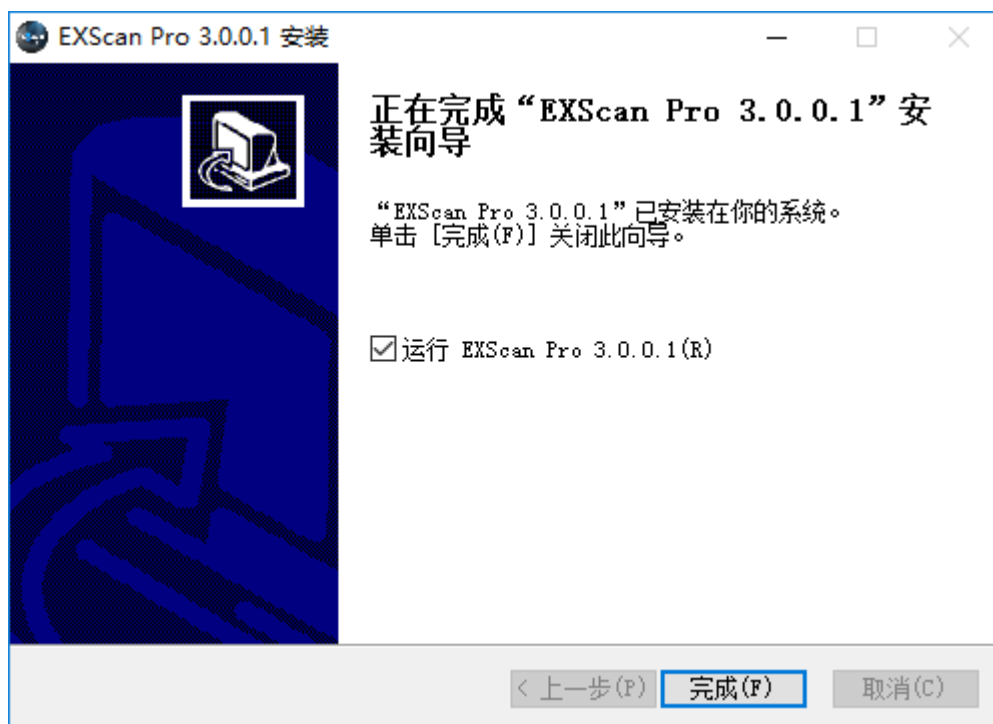 EXScan Pro 3.0.0.1 安装
正在完成“EXScan Pro 3.0.0.1”安
装向导
“EXScan Pro 3.0.0.1”已安装在你的系统。
单击 [完成(F)] 关闭此向导。
运行 EXScan Pro 3.0.0.1(R)
< 上一步(P) 完成(F) 取消(C)